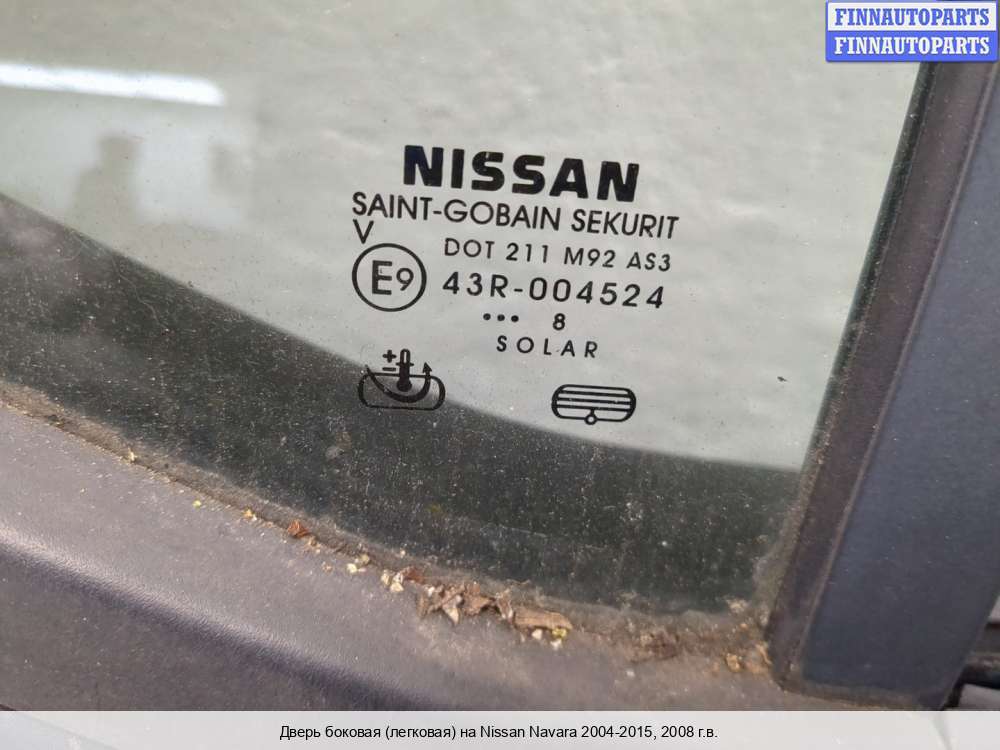 FINNAUTOPARTS
FINNAUTOPARTS
NISSAN
SAINT-GOBAIN SEKURIT
V
DOT 211 M92 AS3
E9 43R-004524
••• 8
SOLAR
+
−
Дверь боковая (легковая) на Nissan Navara 2004-2015, 2008 г.в.